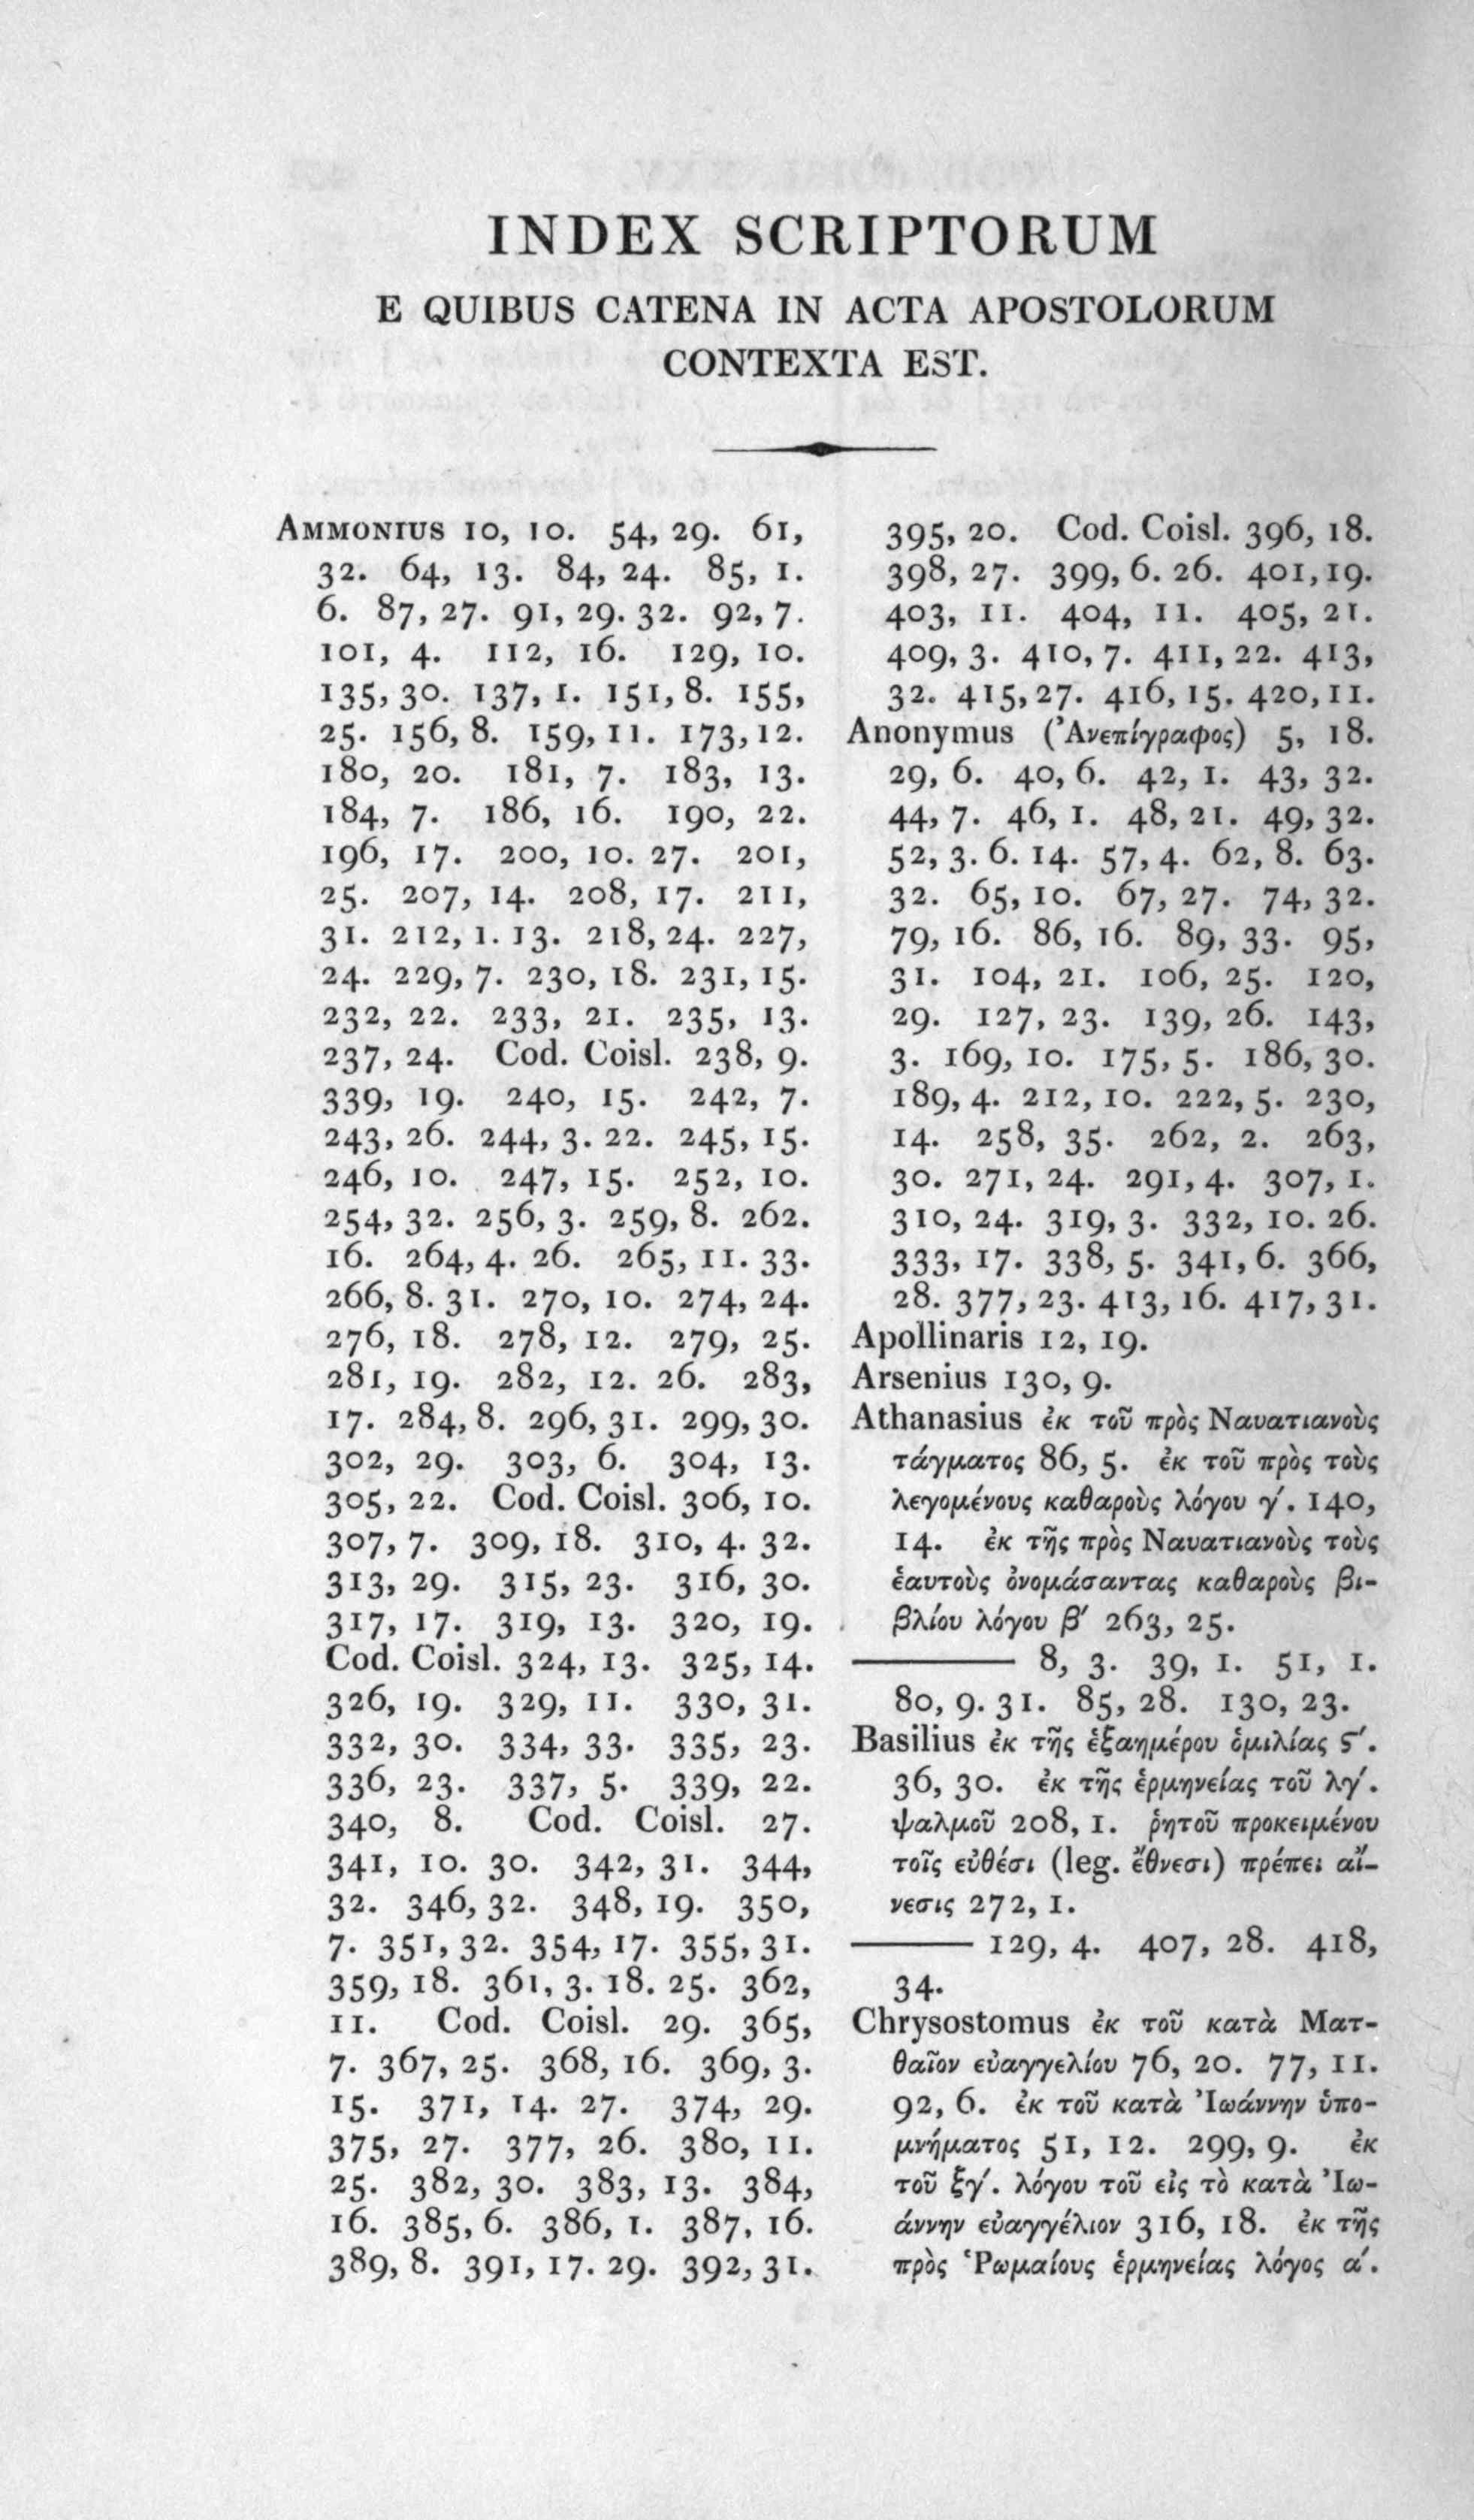 INDEX SCRIPTORUM
E QUIBUS CATENA IN ACTA APOSTOLORUM
CONTEXTA EST.
AMMONIUS 10, 10. 54, 29. 61,
32. 64, 13. 84, 24. 85, 1.
6. 87, 27. 91, 29. 32. 92, 7.
101, 4. 112, 16. 129, 10.
135, 30. 137, 1. 151, 8. 155,
25. 156, 8. 159, 11. 173, 12.
180, 20. 181, 7. 183, 13.
184, 7. 186, 16. 190, 22.
196, 17. 200, 10. 27. 201,
25. 207, 14. 208, 17. 211,
31. 212, 1. 13. 218, 24. 227,
24. 229, 7. 230, 18. 231, 15.
232, 22. 233, 21. 235, 13.
237, 24. Cod. Coisl. 238, 9.
339, 19. 240, 15. 242, 7.
243, 26. 244, 3. 22. 245, 15.
246, 10. 247, 15. 252, 10.
254, 32. 256, 3. 259, 8. 262.
16. 264, 4. 26. 265, 11. 33.
266, 8. 31. 270, 10. 274, 24.
276, 18. 278, 12. 279, 25.
281, 19. 282, 12. 26. 283,
17. 284, 8. 296, 31. 299, 30.
302, 29. 303, 6. 304, 13.
305, 22. Cod. Coisl. 306, 10.
307, 7. 309, 18. 310, 4. 32.
313, 29. 315, 23. 316, 30.
317, 17. 319, 13. 320, 19.
Cod. Coisl. 324, 13. 325, 14.
326, 19. 329, 11. 330, 31.
332, 30. 334, 33. 335, 23.
336, 23. 337, 5. 339, 22.
340, 8. Cod. Coisl. 27.
341, 10. 30. 342, 31. 344,
32. 346, 32. 348, 19. 350,
7. 351, 32. 354, 17. 355, 31.
359, 18. 361, 3. 18. 25. 362,
11. Cod. Coisl. 29. 365,
7. 367, 25. 368, 16. 369, 3.
15. 371, 14. 27. 374, 29.
375, 27. 377, 26. 380, 11.
25. 382, 30. 383, 13. 384,
16. 385, 6. 386, 1. 387, 16.
389, 8. 391, 17. 29. 392, 31.
395, 20. Cod. Coisl. 396, 18.
398, 27. 399, 6. 26. 401, 19.
403, 11. 404, 11. 405, 21.
409, 3. 410, 7. 411, 22. 413,
32. 415, 27. 416, 15. 420, 11.
Anonymus (Ἀνεπίγραφος) 5, 18.
29, 6. 40, 6. 42, 1. 43, 32.
44, 7. 46, 1. 48, 21. 49, 32.
52, 3. 6. 14. 57, 4. 62, 8. 63.
32. 65, 10. 67, 27. 74, 32.
79, 16. 86, 16. 89, 33. 95,
31. 104, 21. 106, 25. 120,
29. 127, 23. 139, 26. 143,
3. 169, 10. 175, 5. 186, 30.
189, 4. 212, 10. 222, 5. 230,
14. 258, 35. 262, 2. 263,
30. 271, 24. 291, 4. 307, 1.
310, 24. 319, 3. 332, 10. 26.
333, 17. 338, 5. 341, 6. 366,
28. 377, 23. 413, 16. 417, 31.
Apollinaris 12, 19.
Arsenius 130, 9.
Athanasius ἐκ τοῦ πρὸς Ναυατιανοὺς
τάγματος 86, 5. ἐκ τοῦ πρὸς τοὺς
λεγομένους καθαροὺς λόγου γ΄. 140,
14. ἐκ τῆς πρὸς Ναυατιανοὺς τοὺς
ἑαυτοὺς ὀνομάσαντας καθαροὺς βι-
βλίου λόγου β΄ 263, 25.
——— 8, 3. 39, 1. 51, 1.
80, 9. 31. 85, 28. 130, 23.
Basilius ἐκ τῆς ἑξαημέρου ὁμιλίας ϛ΄.
36, 30. ἐκ τῆς ἑρμηνείας τοῦ λγ΄.
ψαλμοῦ 208, 1. ῥητοῦ προκειμένου
τοῖς εὐθέσι (leg. ἔθνεσι) πρέπει αἴ-
νεσις 272, 1.
——— 129, 4. 407, 28. 418,
34.
Chrysostomus ἐκ τοῦ κατὰ Ματ-
θαῖον εὐαγγελίου 76, 20. 77, 11.
92, 6. ἐκ τοῦ κατὰ Ἰωάννην ὑπο-
μνήματος 51, 12. 299, 9. ἐκ
τοῦ ξγ΄. λόγου τοῦ εἰς τὸ κατὰ Ἰω-
άννην εὐαγγέλιον 316, 18. ἐκ τῆς
πρὸς Ῥωμαίους ἑρμηνείας λόγος α΄.